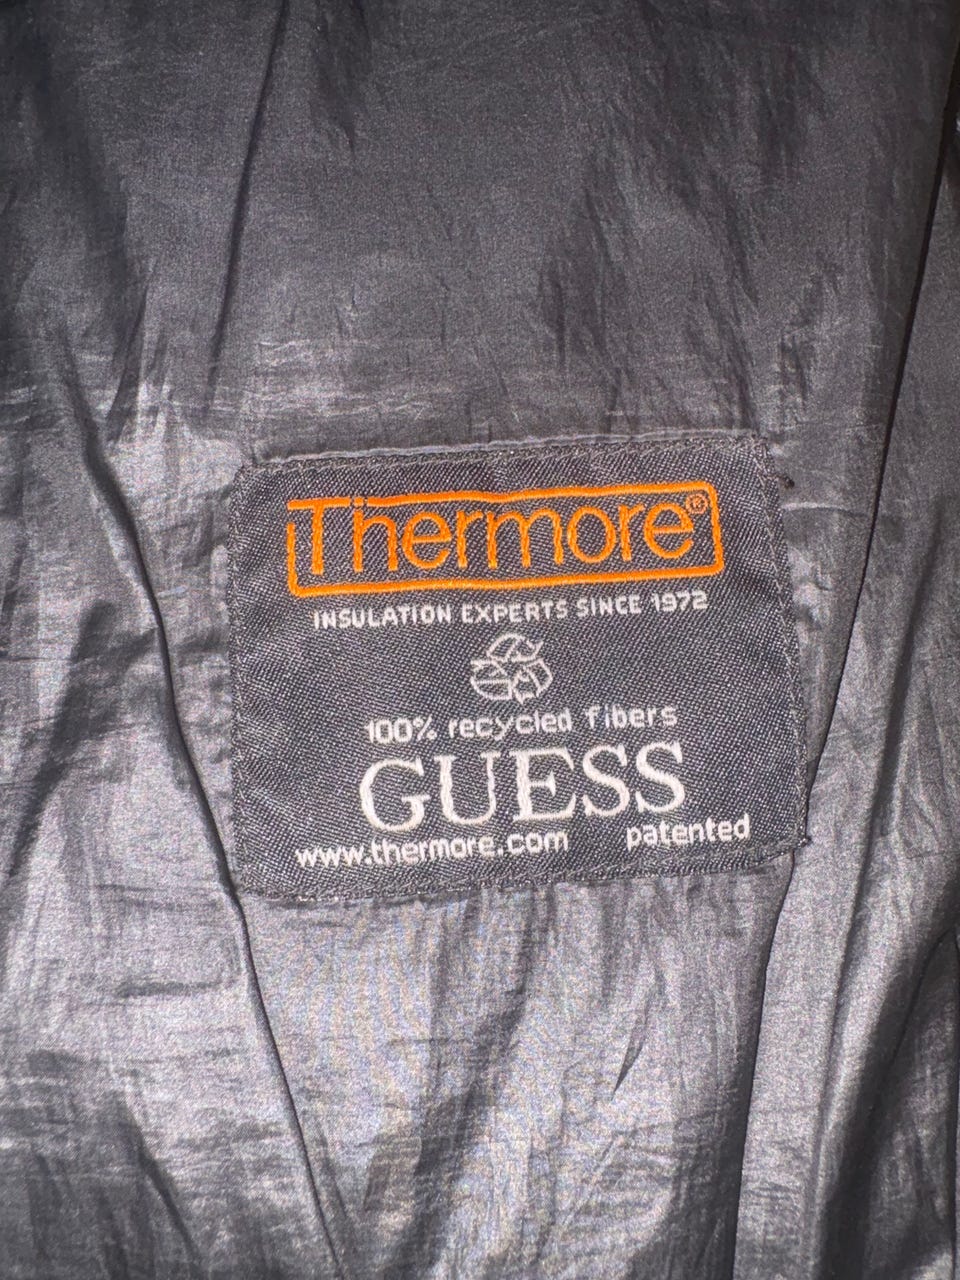 Thermore®
INSULATION EXPERTS SINCE 1972
100% recycled fibers
GUESS
www.thermore.com patented